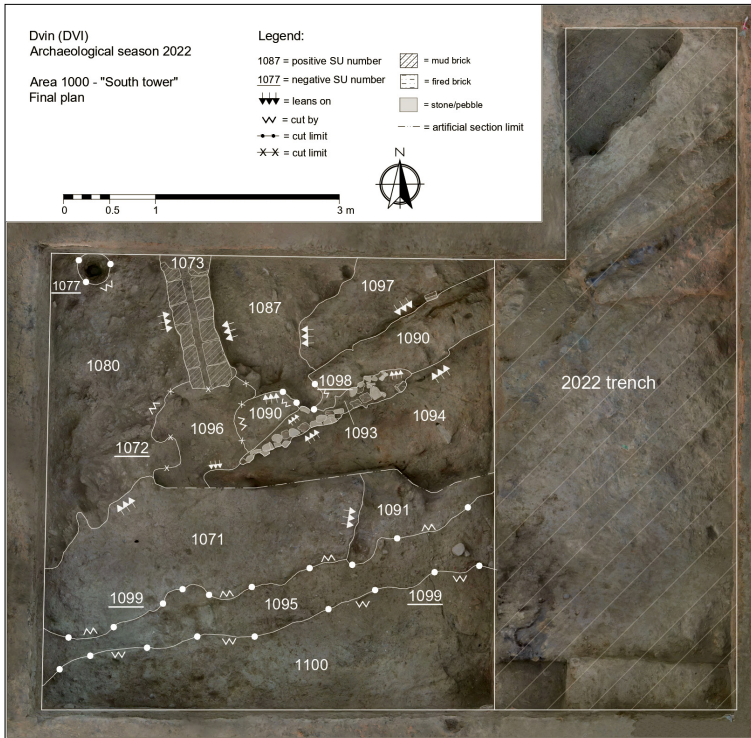 Dvin (DVI)
Archaeological season 2022
Area 1000 - "South tower"
Final plan
Legend:
1087 = positive SU number
1077 = negative SU number
= leans on
= cut by
= cut limit
= cut limit
= mud brick
= fired brick
= stone/pebble
= artificial section limit
N
0 0.5 1 3 m
1073
1077
1087
1097
1080
1090
1098
2022 trench
1090
1096
1093
1094
1072
1091
1071
1099
1095
1099
1100